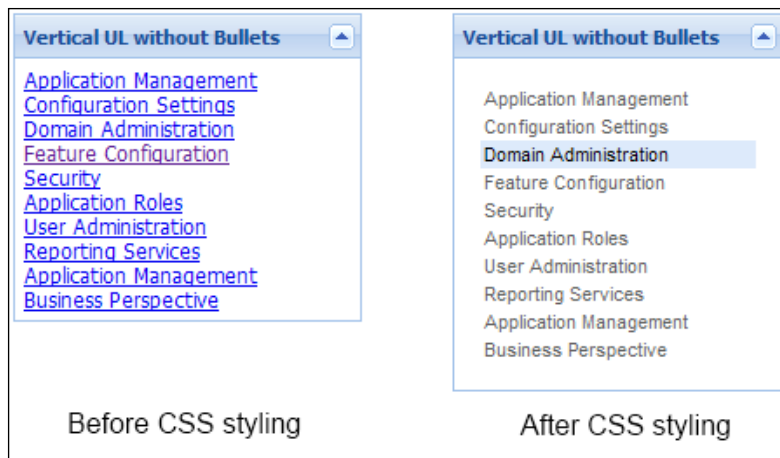 Vertical UL without Bullets
Application Management
Configuration Settings
Domain Administration
Feature Configuration
Security
Application Roles
User Administration
Reporting Services
Application Management
Business Perspective
Before CSS styling
Vertical UL without Bullets
Application Management
Configuration Settings
Domain Administration
Feature Configuration
Security
Application Roles
User Administration
Reporting Services
Application Management
Business Perspective
After CSS styling